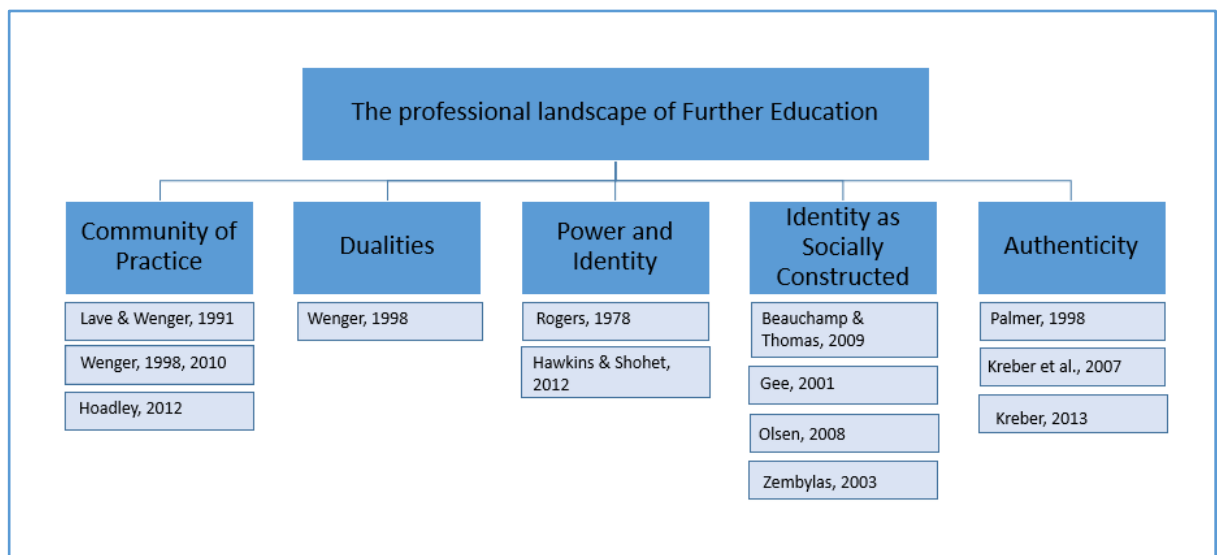 The professional landscape of Further Education
Community of
Practice
Lave & Wenger, 1991
Wenger, 1998, 2010
Hoadley, 2012
Dualities
Wenger, 1998
Power and
Identity
Rogers, 1978
Hawkins & Shohet,
2012
Identity as
Socially
Constructed
Beauchamp &
Thomas, 2009
Gee, 2001
Olsen, 2008
Zembylas, 2003
Authenticity
Palmer, 1998
Kreber et al., 2007
Kreber, 2013